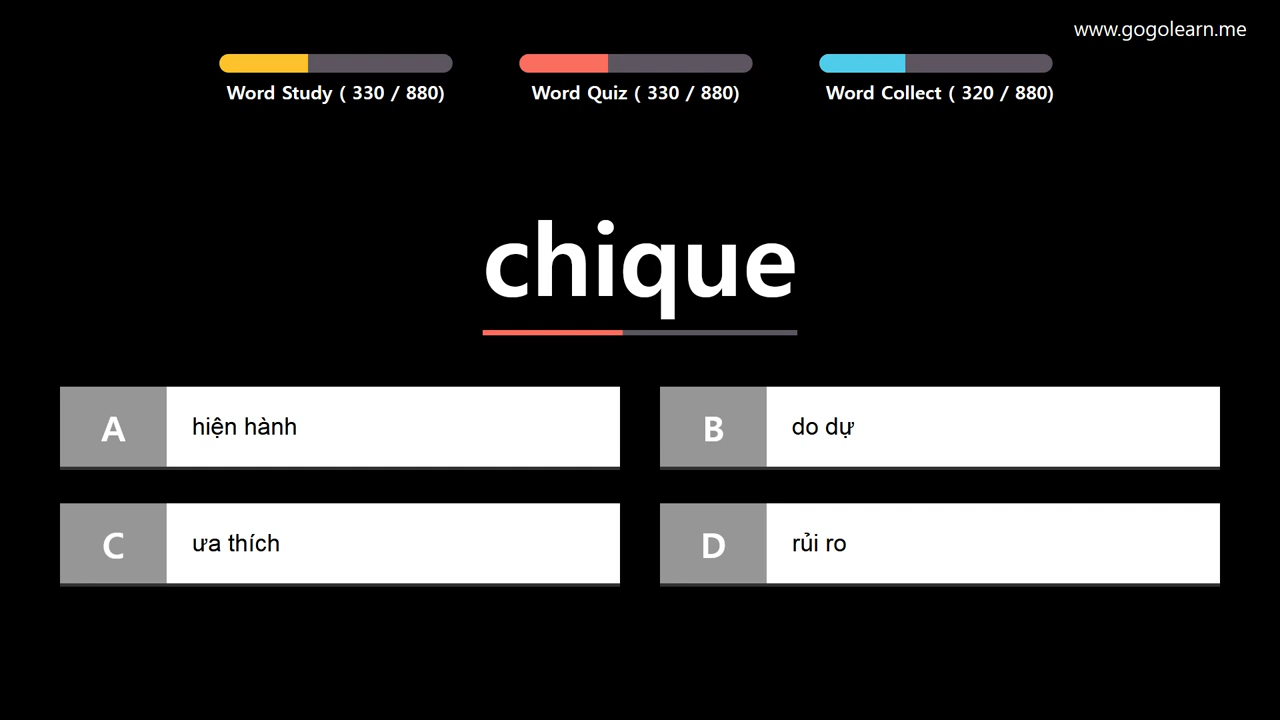 www.gogolearn.me
Word Study ( 330 / 880)
Word Quiz ( 330 / 880)
Word Collect ( 320 / 880)
chique
A hiện hành
B do dự
C ưa thích
D rủi ro